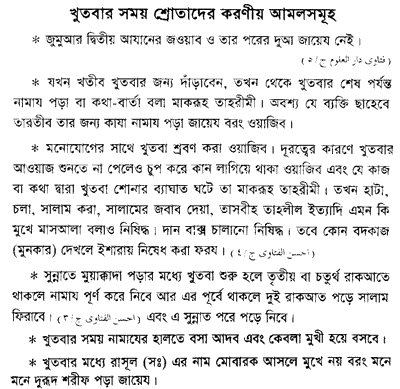 খুতবার সময় শ্রোতাদের করণীয় আমলসমূহ
* জুমুআর দ্বিতীয় আযানের জওয়াব ও তার পরের দুআ জায়েয নেই।
(فتاوى دار العلوم ج/٥)
* যখন খতীব খুতবার জন্য দাঁড়াবেন, তখন থেকে খুতবার শেষ পর্যন্ত
নামায পড়া বা কথা-বার্তা বলা মাকরূহ তাহরীমী। অবশ্য যে ব্যক্তি ছাহেবে
তারতীব তার জন্য কাযা নামায পড়া জায়েয বরং ওয়াজিব।
* মনোযোগের সাথে খুতবা শ্রবণ করা ওয়াজিব। দূরত্বের কারণে খুতবার
আওয়াজ শুনতে না পেলেও চুপ করে কান লাগিয়ে থাকা ওয়াজিব এবং যে কাজ
বা কথা দ্বারা খুতবা শোনার ব্যাঘাত ঘটে তা মাকরূহ তাহরীমী। তখন হাটা,
চলা, সালাম করা, সালামের জবাব দেয়া, তাসবীহ তাহলীল ইত্যাদি এমন কি
মুখে মাসআলা বলাও নিষিদ্ধ। দান বাক্স চালানো নিষিদ্ধ। তবে কোন বদকাজ
(মুনকার) দেখলে ইশারায় নিষেধ করা ফরয। (احسن الفتاوى ج/٤)
* সুন্নাতে মুয়াক্কাদা পড়ার মধ্যে খুতবা শুরু হলে তৃতীয় বা চতুর্থ রাকআতে
থাকলে নামায পূর্ণ করে নিবে আর এর পূর্বে থাকলে দুই রাকআত পড়ে সালাম
ফিরাবে। (احسن الفتاوى ج/٣) এবং এ সুন্নাত পরে পড়ে নিবে।
* খুতবার সময় নামাযের হালতে বসা আদব এবং কেবলা মুখী হয়ে বসবে।
* খুতবার মধ্যে রাসূল (সঃ) এর নাম মোবারক আসলে মুখে নয় বরং মনে
মনে দুরূদ শরীফ পড়া জায়েয।